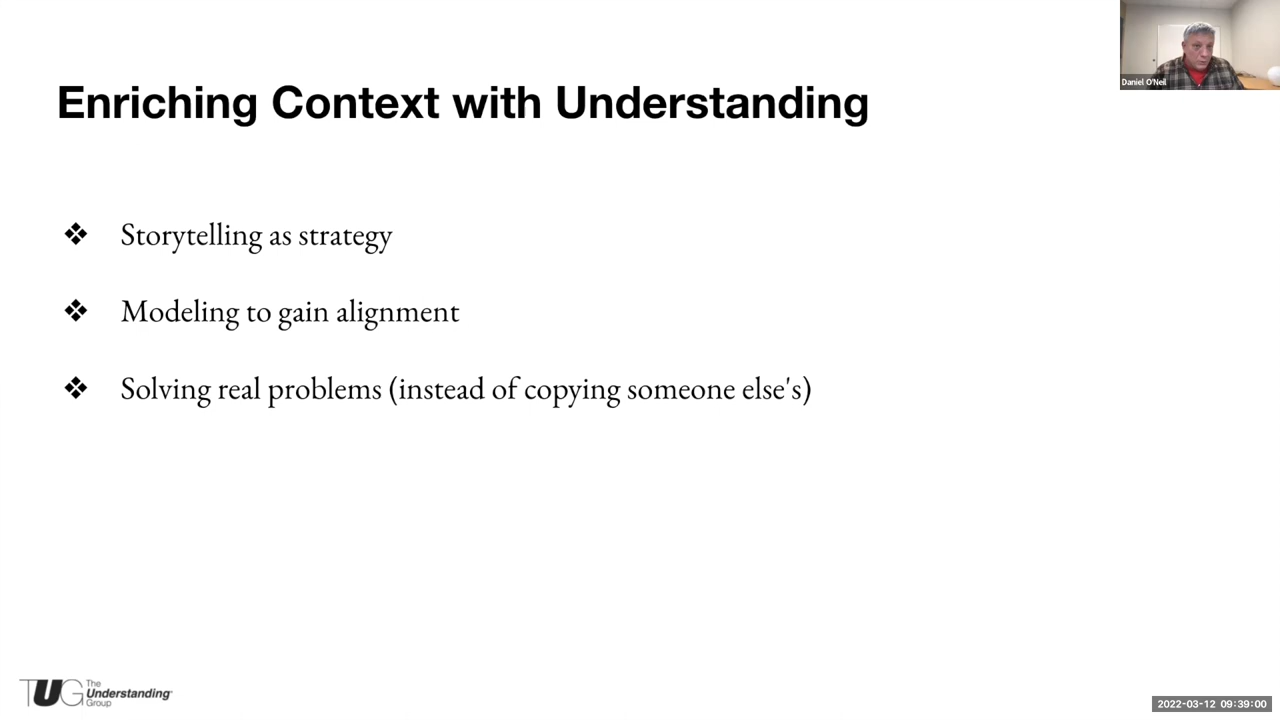 Daniel O'Neil
Enriching Context with Understanding
❖ Storytelling as strategy
❖ Modeling to gain alignment
❖ Solving real problems (instead of copying someone else's)
TUG The
Understanding
Group
2022-03-12 09:39:00